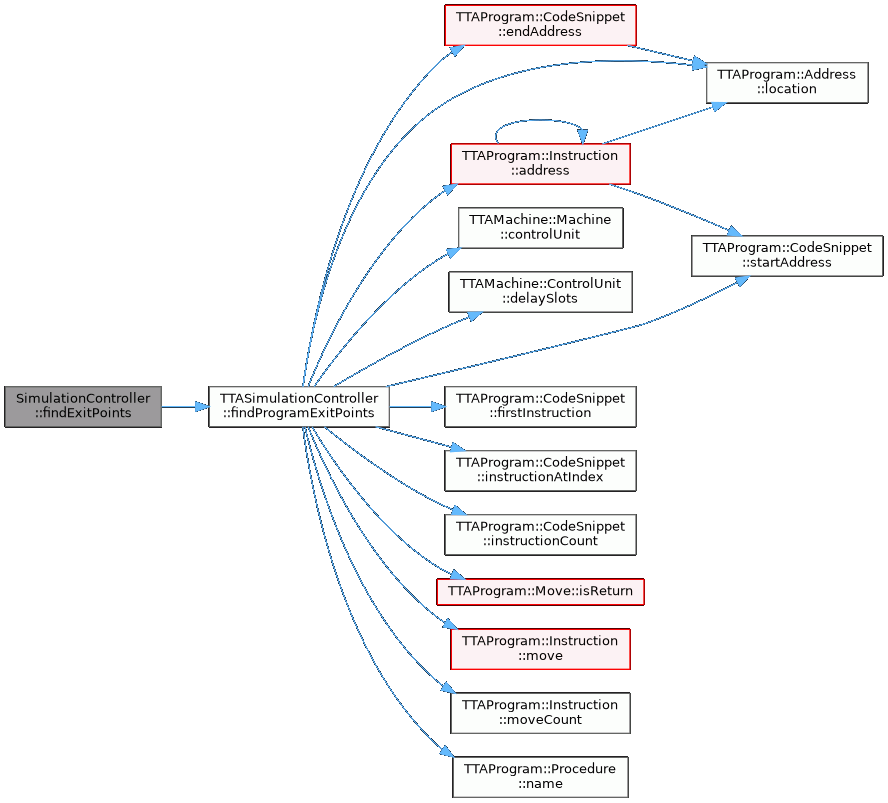 TTAProgram::CodeSnippet
::endAddress
TTAProgram::Address
::location
TTAProgram::Instruction
::address
TTAMachine::Machine
::controlUnit
TTAProgram::CodeSnippet
::startAddress
TTAMachine::ControlUnit
::delaySlots
SimulationController
::findExitPoints
TTASimulationController
::findProgramExitPoints
TTAProgram::CodeSnippet
::firstInstruction
TTAProgram::CodeSnippet
::instructionAtIndex
TTAProgram::CodeSnippet
::instructionCount
TTAProgram::Move::isReturn
TTAProgram::Instruction
::move
TTAProgram::Instruction
::moveCount
TTAProgram::Procedure
::name